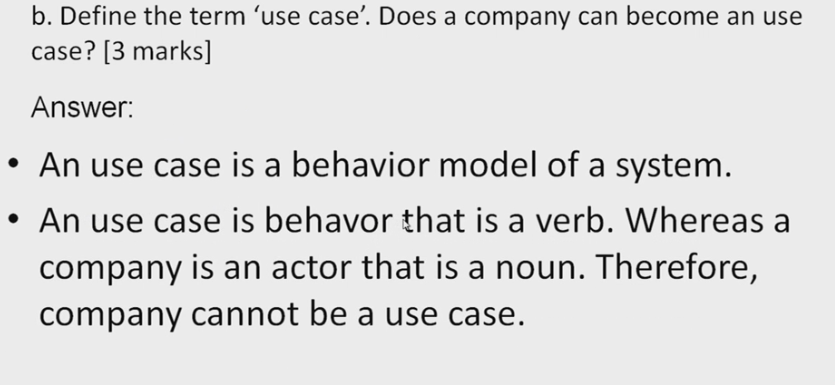 b. Define the term ‘use case’. Does a company can become an use
case? [3 marks]
Answer:
• An use case is a behavior model of a system.
• An use case is behavor that is a verb. Whereas a
company is an actor that is a noun. Therefore,
company cannot be a use case.